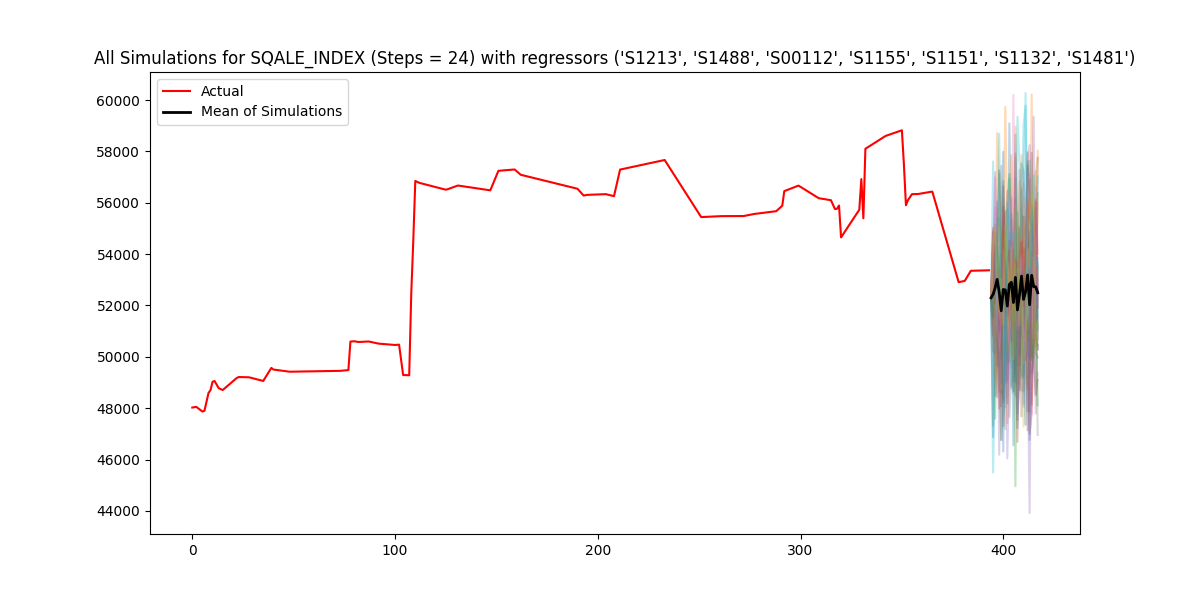 All Simulations for SQALE_INDEX (Steps = 24) with regressors ('S1213', 'S1488', 'S00112', 'S1155', 'S1151', 'S1132', 'S1481')
Actual
Mean of Simulations
60000
58000
56000
54000
52000
50000
48000
46000
44000
0 100 200 300 400